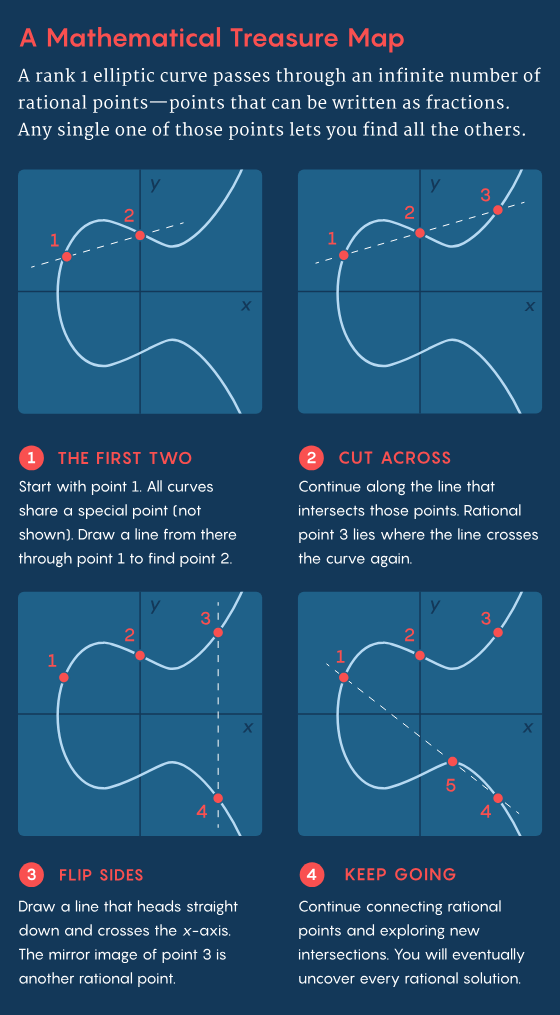 A Mathematical Treasure Map
A rank 1 elliptic curve passes through an infinite number of
rational points—points that can be written as fractions.
Any single one of those points lets you find all the others.
y
2
1
x
y
3
2
1
x
1 THE FIRST TWO
Start with point 1. All curves
share a special point (not
shown). Draw a line from there
through point 1 to find point 2.
2 CUT ACROSS
Continue along the line that
intersects those points. Rational
point 3 lies where the line crosses
the curve again.
y
3
2
1
x
4
y
3
2
1
x
5
4
3 FLIP SIDES
Draw a line that heads straight
down and crosses the x-axis.
The mirror image of point 3 is
another rational point.
4 KEEP GOING
Continue connecting rational
points and exploring new
intersections. You will eventually
uncover every rational solution.